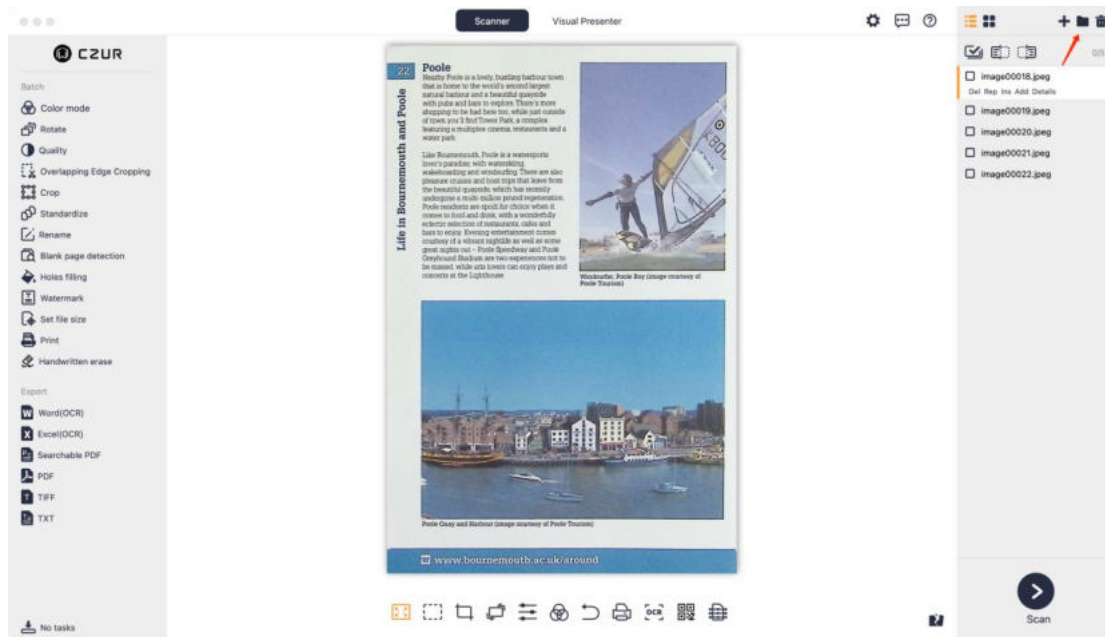 Scanner
Visual Presenter
CZUR
Batch
Color mode
Rotate
Quality
Overlapping Edge Cropping
Crop
Standardize
Rename
Blank page detection
Holes filling
Watermark
Set file size
Print
Handwritten erase
Export
Word(OCR)
Excel(OCR)
Searchable PDF
PDF
TIFF
TXT
No tasks
22
Life in Bournemouth and Poole
Poole
Nearby Poole is a lovely, bustling harbour town
that is home to the world's second largest
natural harbour and a beautiful quayside
with pubs and bars to explore. There's more
shopping to be had here too, while just outside
of town you'll find Tower Park, a complex
featuring a multiplex cinema, restaurants and a
water park.
Like Bournemouth, Poole is a watersports
lover's paradise, with waterskiing,
wakeboarding and windsurfing. There are also
pleasure cruises and boat trips that leave from
the beautiful quayside, which has recently
undergone a multi-million pound regeneration.
Poole residents are spoilt for choice when it
comes to food and drink, with a wonderfully
eclectic selection of restaurants, cafes and
bars to enjoy. Evening entertainment comes
courtesy of a vibrant nightlife as well as some
great nights out – Poole Speedway and Poole
Greyhound Stadium are two experiences not to
be missed, while arts lovers can enjoy plays and
concerts at the Lighthouse.
Windsurfer, Poole Bay (image courtesy of
Poole Tourism)
Poole Quay and Harbour (image courtesy of Poole Tourism)
www.bournemouth.ac.uk/around
OCR
image00018.jpeg
Del Rep Ins Add Details
image00019.jpeg
image00020.jpeg
image00021.jpeg
image00022.jpeg
Scan